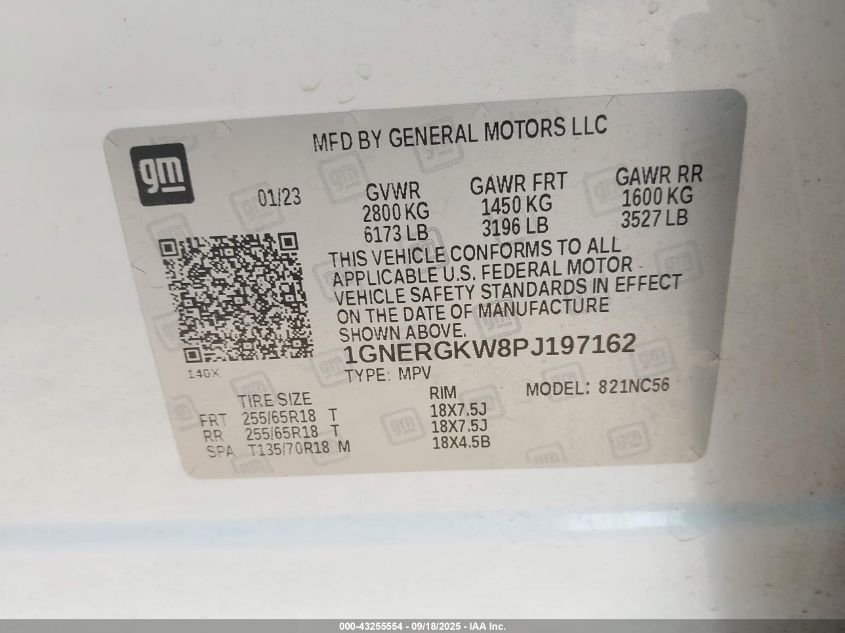 MFD BY GENERAL MOTORS LLC
gm
01/23
GVWR
2800 KG
6173 LB
GAWR FRT
1450 KG
3196 LB
GAWR RR
1600 KG
3527 LB
THIS VEHICLE CONFORMS TO ALL
APPLICABLE U.S. FEDERAL MOTOR
VEHICLE SAFETY STANDARDS IN EFFECT
ON THE DATE OF MANUFACTURE
SHOWN ABOVE.
1GNERGKW8PJ197162
140X
TYPE: MPV
MODEL: 821NC56
TIRE SIZE
RIM
FRT 255/65R18 T 18X7.5J
RR 255/65R18 T 18X7.5J
SPA T135/70R18 M 18X4.5B
000-43255554 - 09/18/2025 - IAA Inc.